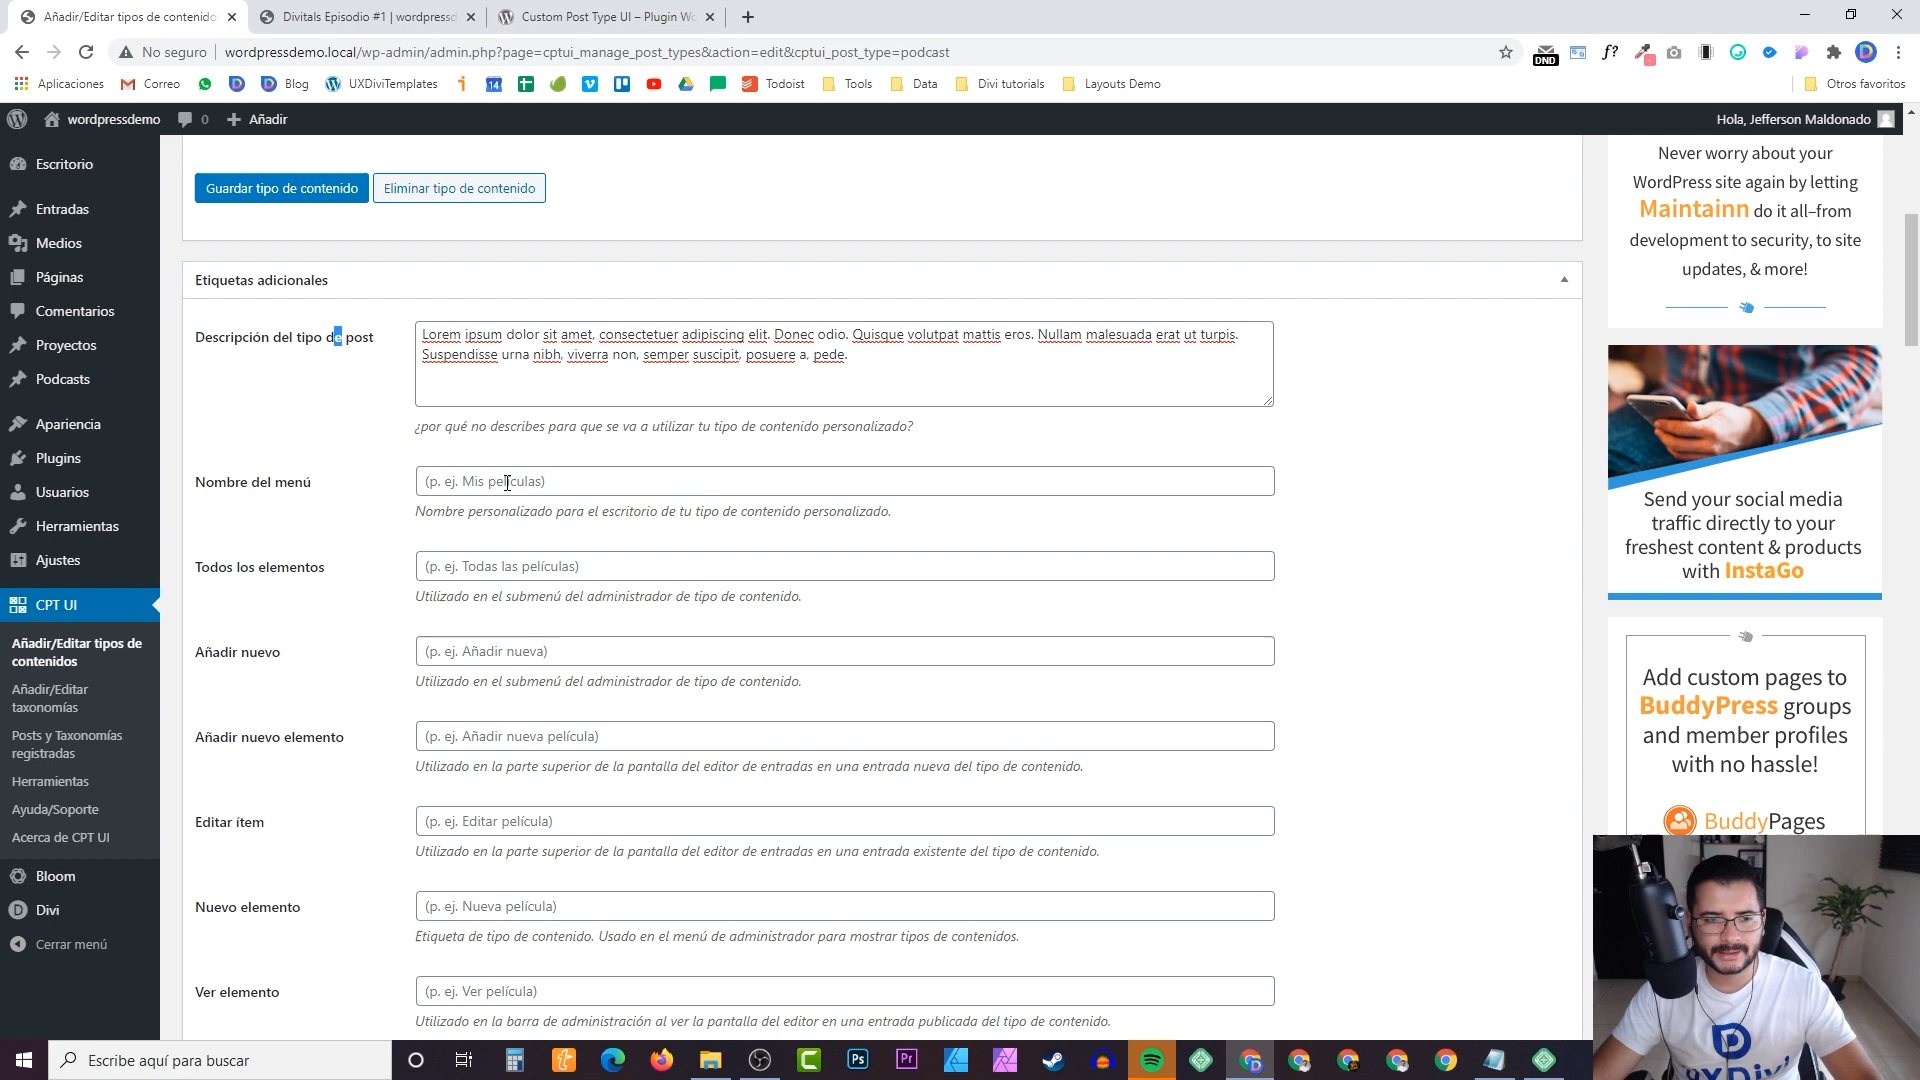 Añadir/Editar tipos de contenido
Divitals Episodio #1 | wordpressd
Custom Post Type UI – Plugin Wo
No seguro
wordpressdemo.local/wp-admin/admin.php?page=cptui_manage_post_types&action=edit&cptui_post_type=podcast
DND
f?
Aplicaciones
Correo
Blog
UXDiviTemplates
14
Todoist
Tools
Data
Divi tutorials
Layouts Demo
Otros favoritos
wordpressdemo
0
Añadir
Hola, Jefferson Maldonado
Escritorio
Entradas
Medios
Páginas
Comentarios
Proyectos
Podcasts
Apariencia
Plugins
Usuarios
Herramientas
Ajustes
CPT UI
Añadir/Editar tipos de
contenidos
Añadir/Editar
taxonomías
Posts y Taxonomías
registradas
Herramientas
Ayuda/Soporte
Acerca de CPT UI
Bloom
Divi
Cerrar menú
Guardar tipo de contenido
Eliminar tipo de contenido
Etiquetas adicionales
Descripción del tipo de post
Lorem ipsum dolor sit amet, consectetuer adipiscing elit. Donec odio. Quisque volutpat mattis eros. Nullam malesuada erat ut turpis.
Suspendisse urna nibh, viverra non, semper suscipit, posuere a, pede.
¿por qué no describes para que se va a utilizar tu tipo de contenido personalizado?
Nombre del menú
(p. ej. Mis películas)
Nombre personalizado para el escritorio de tu tipo de contenido personalizado.
Todos los elementos
(p. ej. Todas las películas)
Utilizado en el submenú del administrador de tipo de contenido.
Añadir nuevo
(p. ej. Añadir nueva)
Utilizado en el submenú del administrador de tipo de contenido.
Añadir nuevo elemento
(p. ej. Añadir nueva película)
Utilizado en la parte superior de la pantalla del editor de entradas en una entrada nueva del tipo de contenido.
Editar ítem
(p. ej. Editar película)
Utilizado en la parte superior de la pantalla del editor de entradas en una entrada existente del tipo de contenido.
Nuevo elemento
(p. ej. Nueva película)
Etiqueta de tipo de contenido. Usado en el menú de administrador para mostrar tipos de contenidos.
Ver elemento
(p. ej. Ver película)
Utilizado en la barra de administración al ver la pantalla del editor en una entrada publicada del tipo de contenido.
Never worry about your
WordPress site again by letting
Maintainn do it all–from
development to security, to site
updates, & more!
Send your social media
traffic directly to your
freshest content & products
with InstaGo
Add custom pages to
BuddyPress groups
and member profiles
with no hassle!
BuddyPages
Escribe aquí para buscar
Ps
Pr